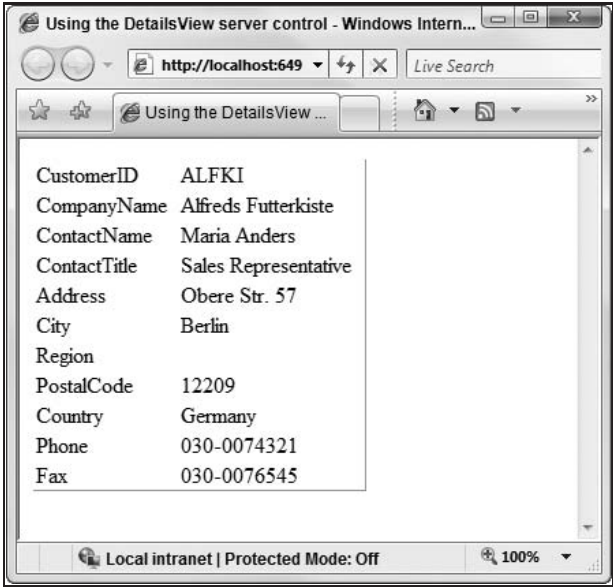 Using the DetailsView server control - Windows Intern...
http://localhost:649
Live Search
Using the DetailsView ...
CustomerID ALFKI
CompanyName Alfreds Futterkiste
ContactName Maria Anders
ContactTitle Sales Representative
Address Obere Str. 57
City Berlin
Region
PostalCode 12209
Country Germany
Phone 030-0074321
Fax 030-0076545
Local intranet | Protected Mode: Off
100%